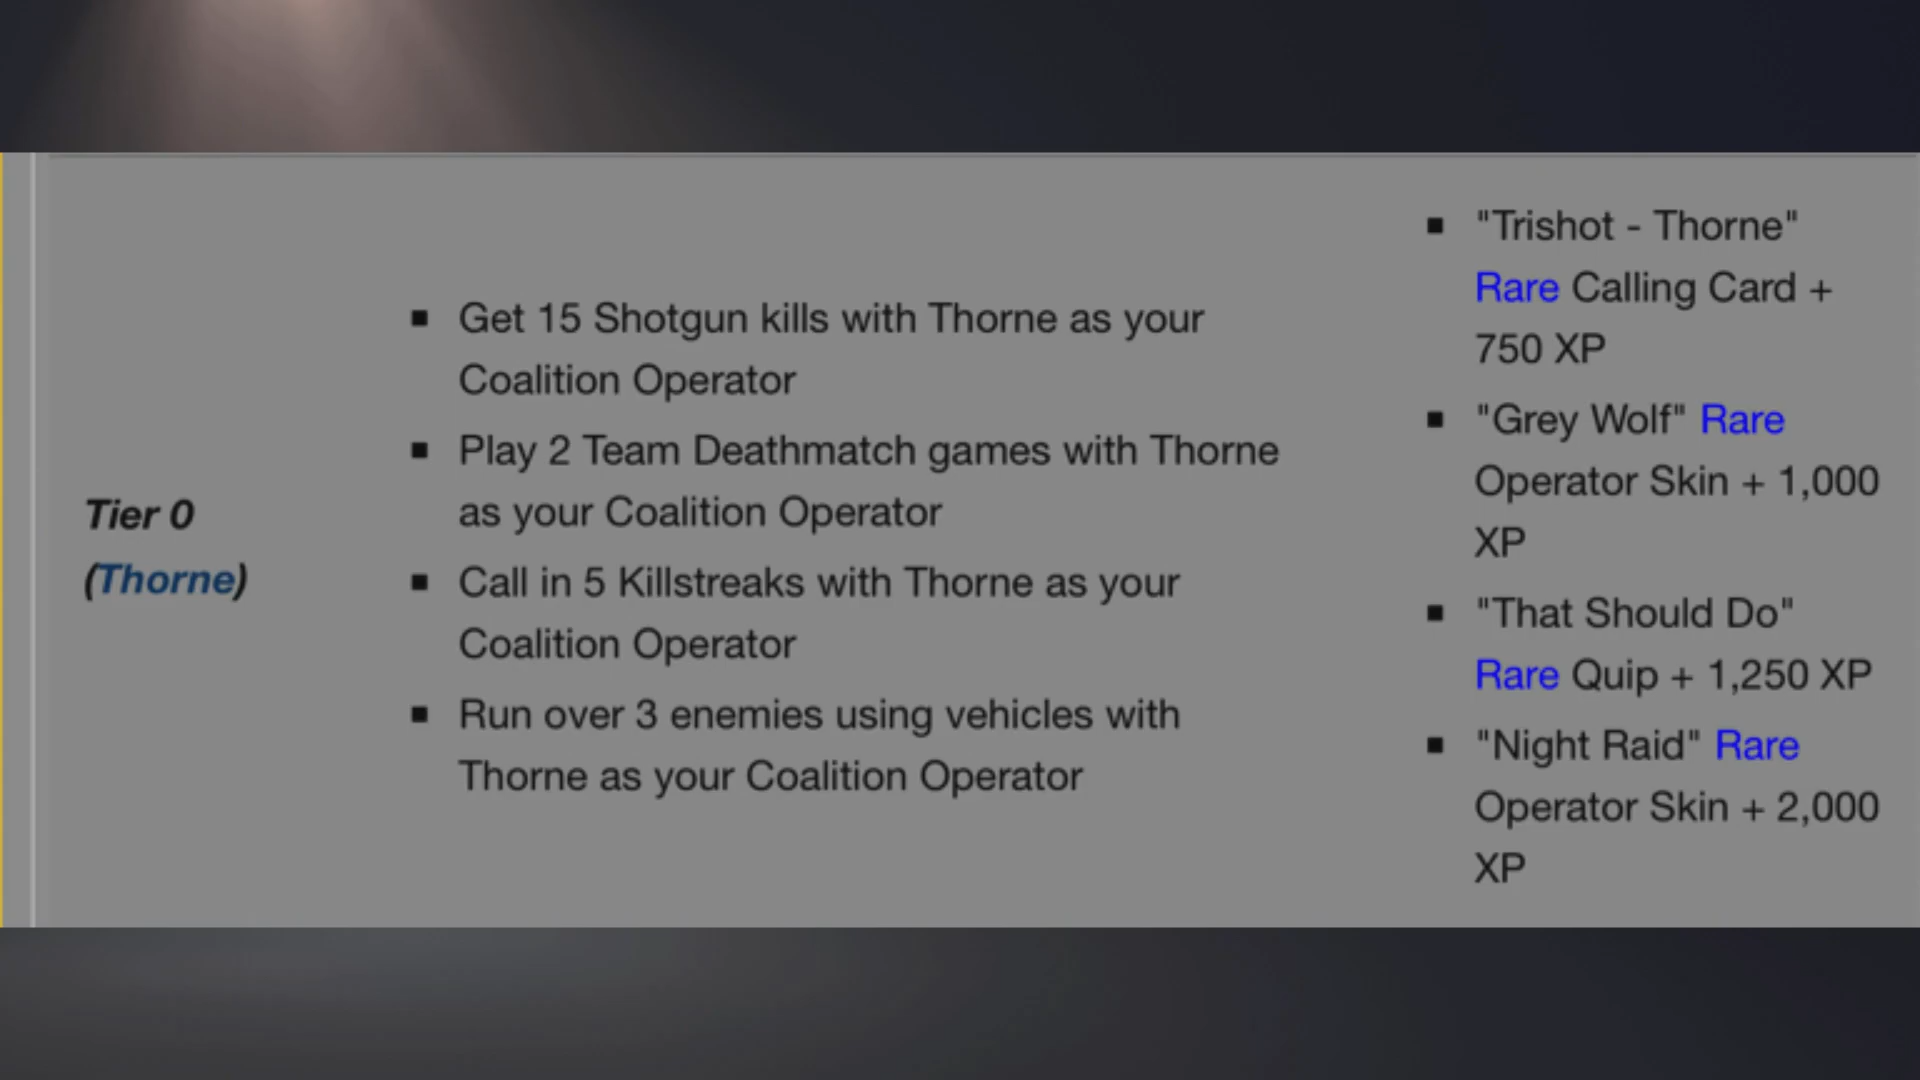 Tier 0
(Thorne)
Get 15 Shotgun kills with Thorne as your
Coalition Operator
Play 2 Team Deathmatch games with Thorne
as your Coalition Operator
Call in 5 Killstreaks with Thorne as your
Coalition Operator
Run over 3 enemies using vehicles with
Thorne as your Coalition Operator
"Trishot - Thorne"
Rare Calling Card +
750 XP
"Grey Wolf" Rare
Operator Skin + 1,000
XP
"That Should Do"
Rare Quip + 1,250 XP
"Night Raid" Rare
Operator Skin + 2,000
XP